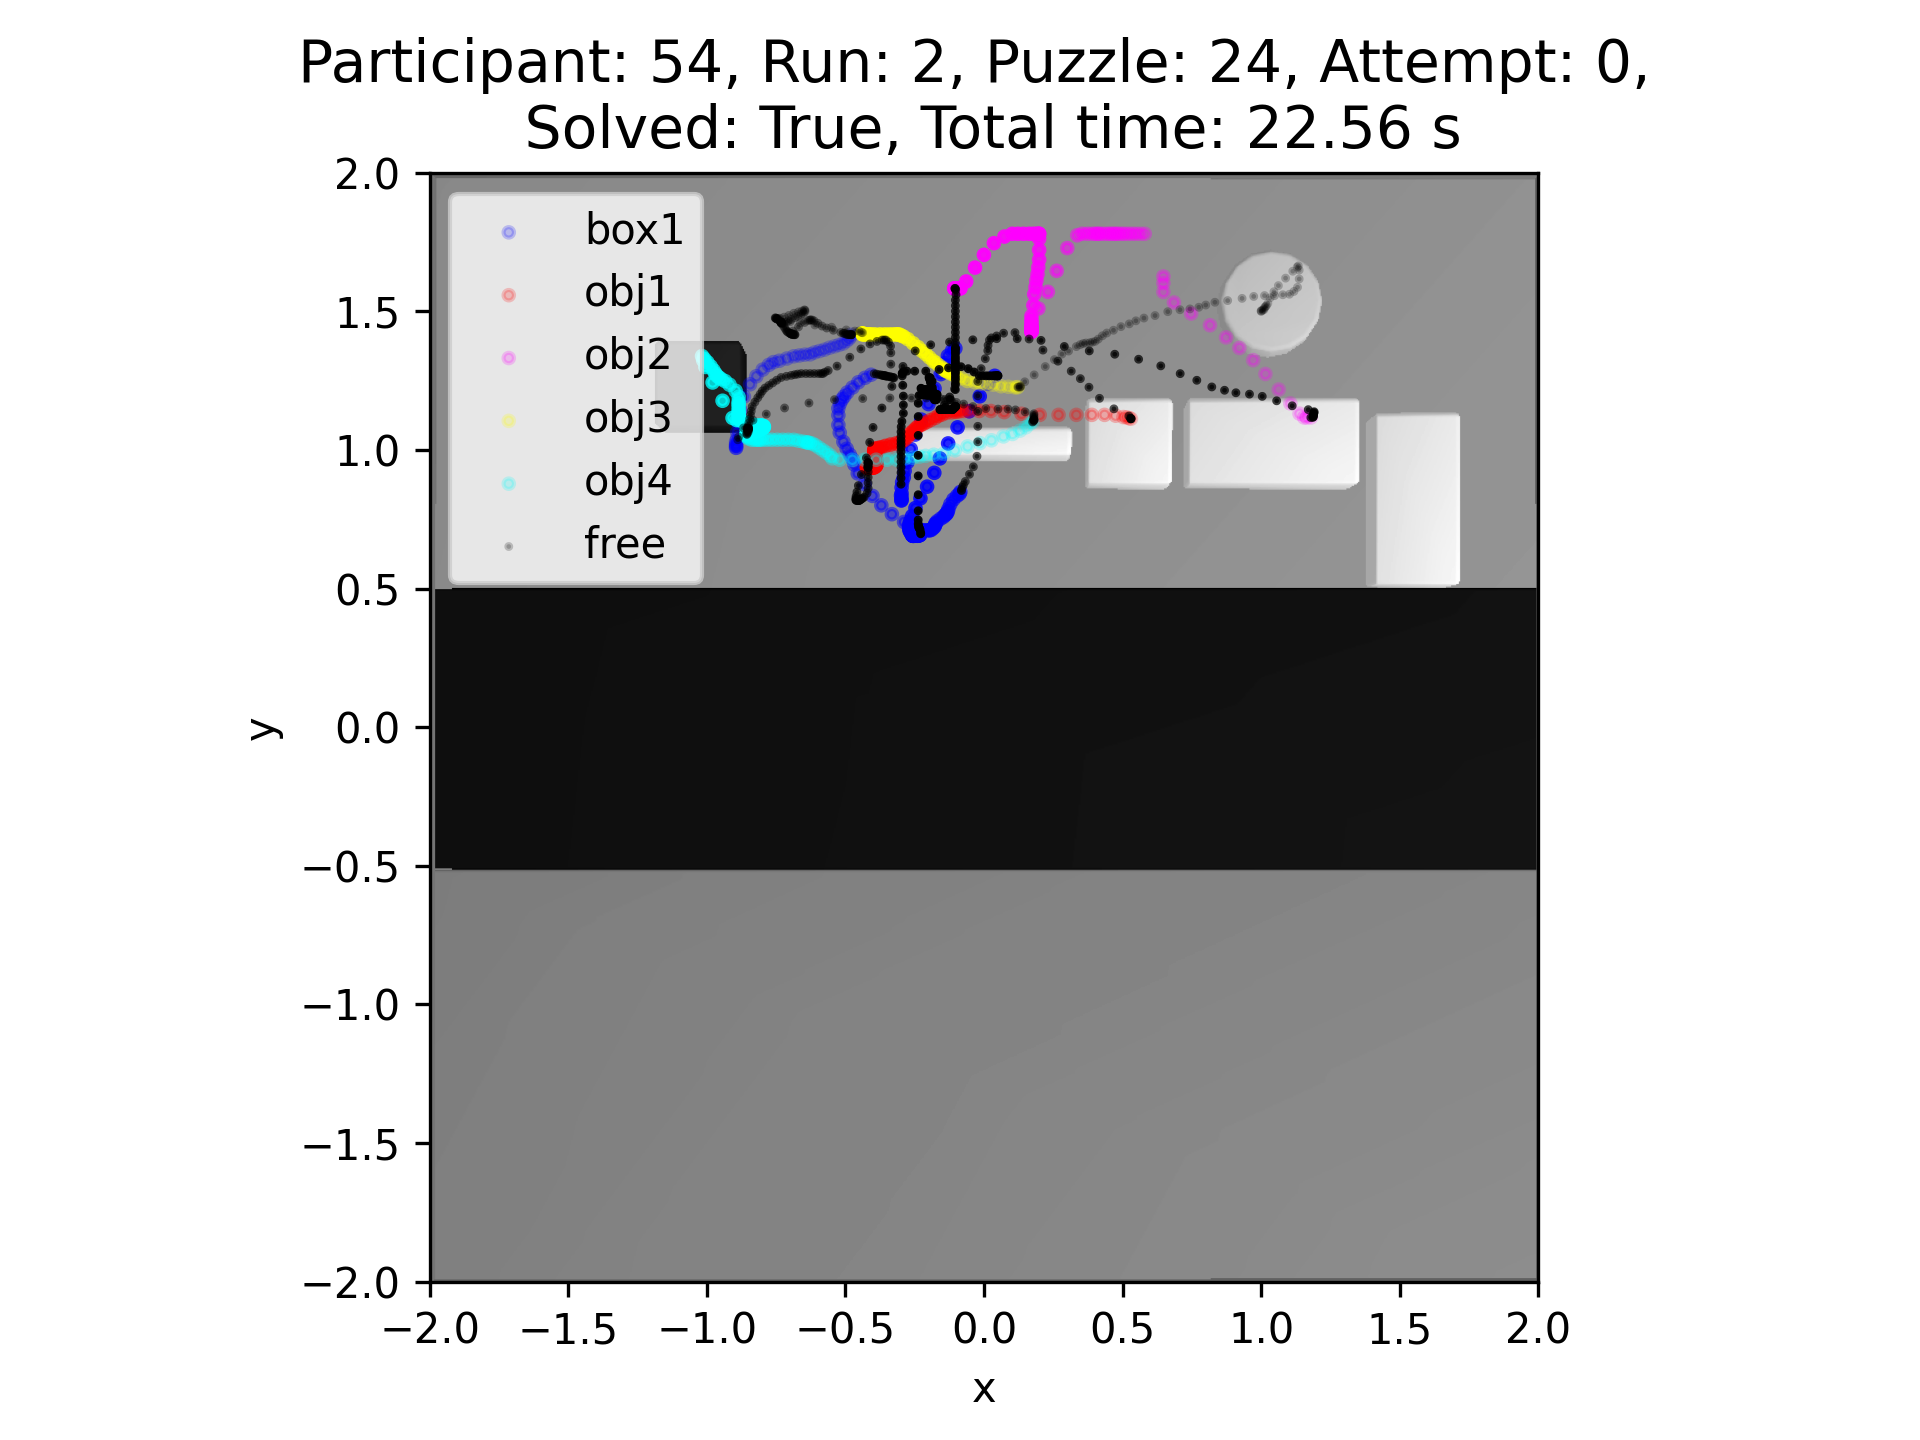 Participant: 54, Run: 2, Puzzle: 24, Attempt: 0,
Solved: True, Total time: 22.56 s
2.0
1.5
1.0
0.5
0.0
−0.5
−1.0
−1.5
−2.0
y
box1
obj1
obj2
obj3
obj4
free
−2.0 −1.5 −1.0 −0.5 0.0 0.5 1.0 1.5 2.0
x